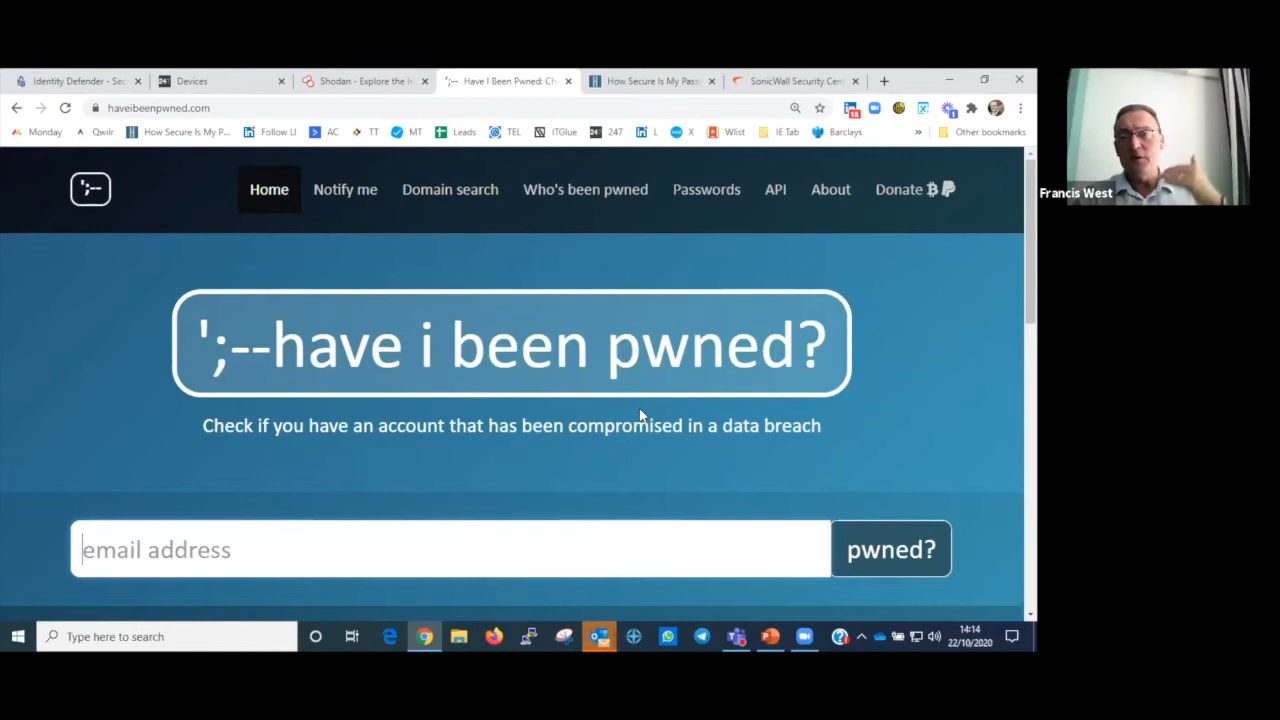 Identity Defender - Sec
Devices
Shodan - Explore the In
';-- Have I Been Pwned: Ch
How Secure Is My Pass
SonicWall Security Cent
haveibeenpwned.com
18
1
Monday
Qwilr
How Secure Is My P...
Follow LI
AC
TT
MT
Leads
TEL
ITGlue
247
L
X
Wlist
IE Tab
Barclays
»
Other bookmarks
';--
Home
Notify me
Domain search
Who's been pwned
Passwords
API
About
Donate
Francis West
';--have i been pwned?
Check if you have an account that has been compromised in a data breach
email address
pwned?
Type here to search
14:14
22/10/2020